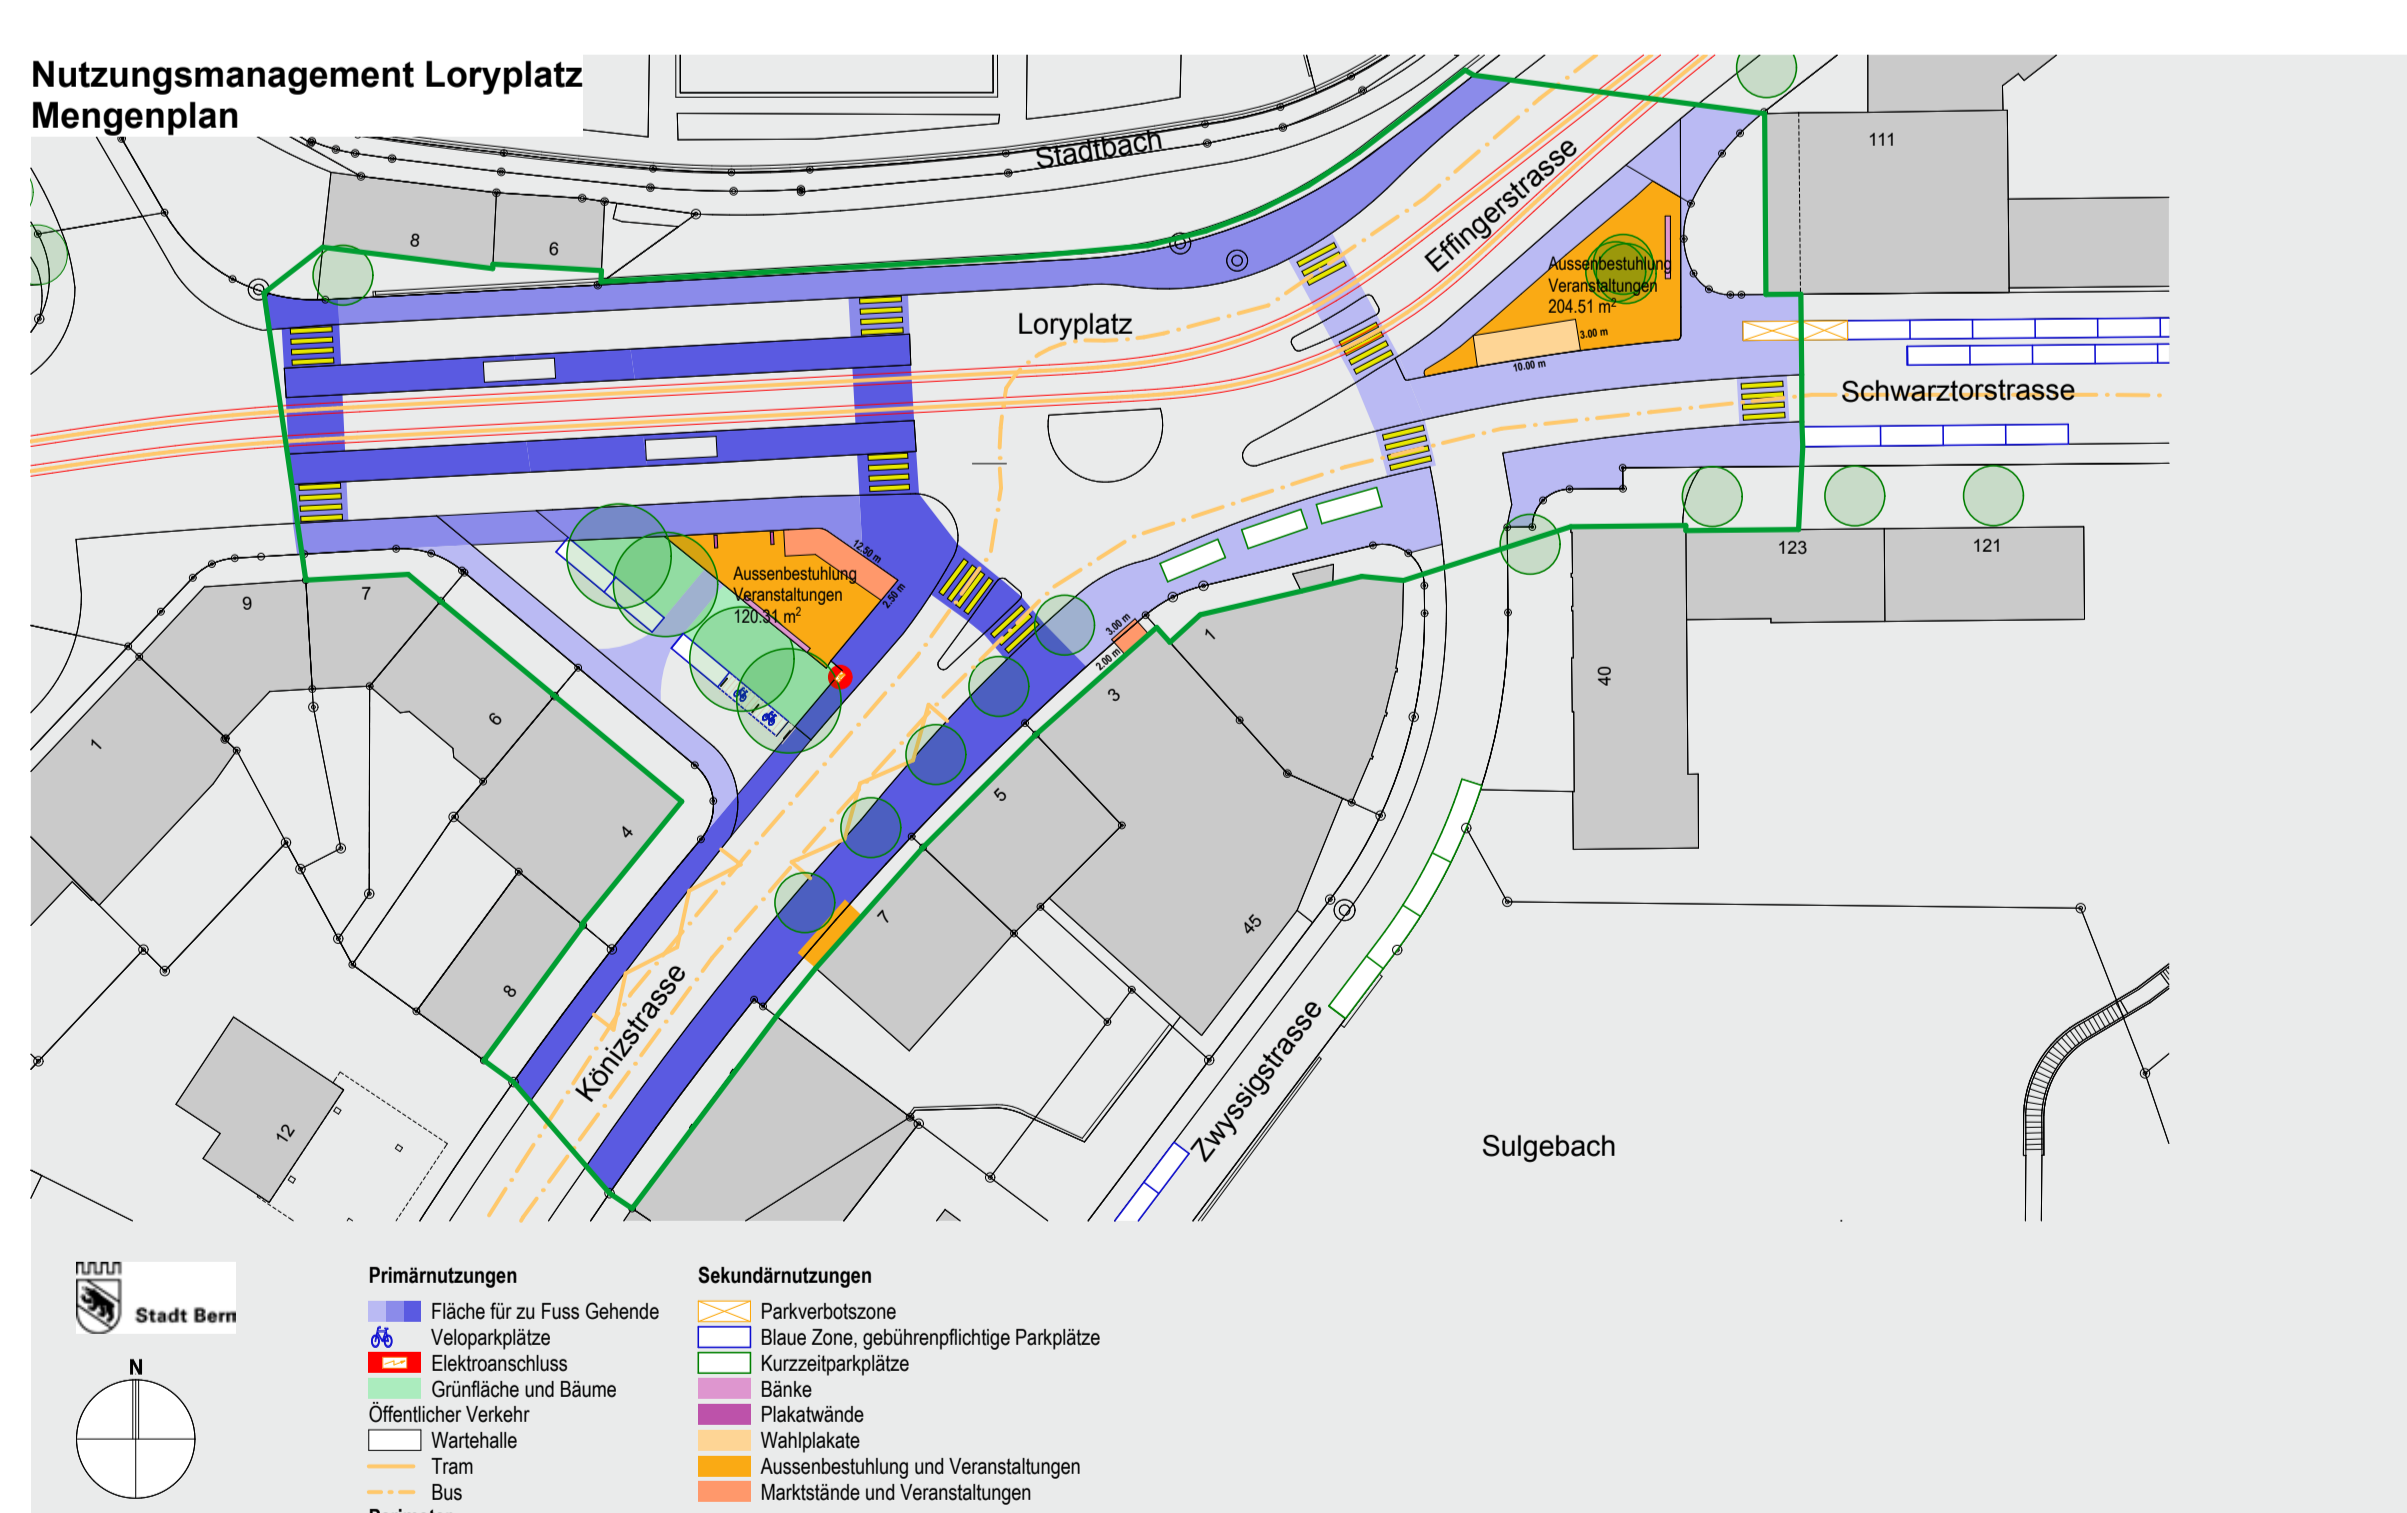 Nutzungsmanagement Loryplatz
Mengenplan
Stadtbach
111
8
6
Effingerstrasse
Aussenbestuhlung
Veranstaltungen
204.51 m²
3.00 m
10.00 m
Loryplatz
Schwarztorstrasse
12.50 m
2.50 m
Aussenbestuhlung
Veranstaltungen
120.31 m²
9
7
1
6
4
8
12
3.00 m
2.00 m
1
3
5
7
45
40
123
121
Könizstrasse
Zwyssigstrasse
Sulgebach
Stadt Bern
N
Primärnutzungen
Fläche für zu Fuss Gehende
Veloparkplätze
Elektroanschluss
Grünfläche und Bäume
Öffentlicher Verkehr
Wartehalle
Tram
Bus
Sekundärnutzungen
Parkverbotszone
Blaue Zone, gebührenpflichtige Parkplätze
Kurzzeitparkplätze
Bänke
Plakatwände
Wahlplakate
Aussenbestuhlung und Veranstaltungen
Marktstände und Veranstaltungen